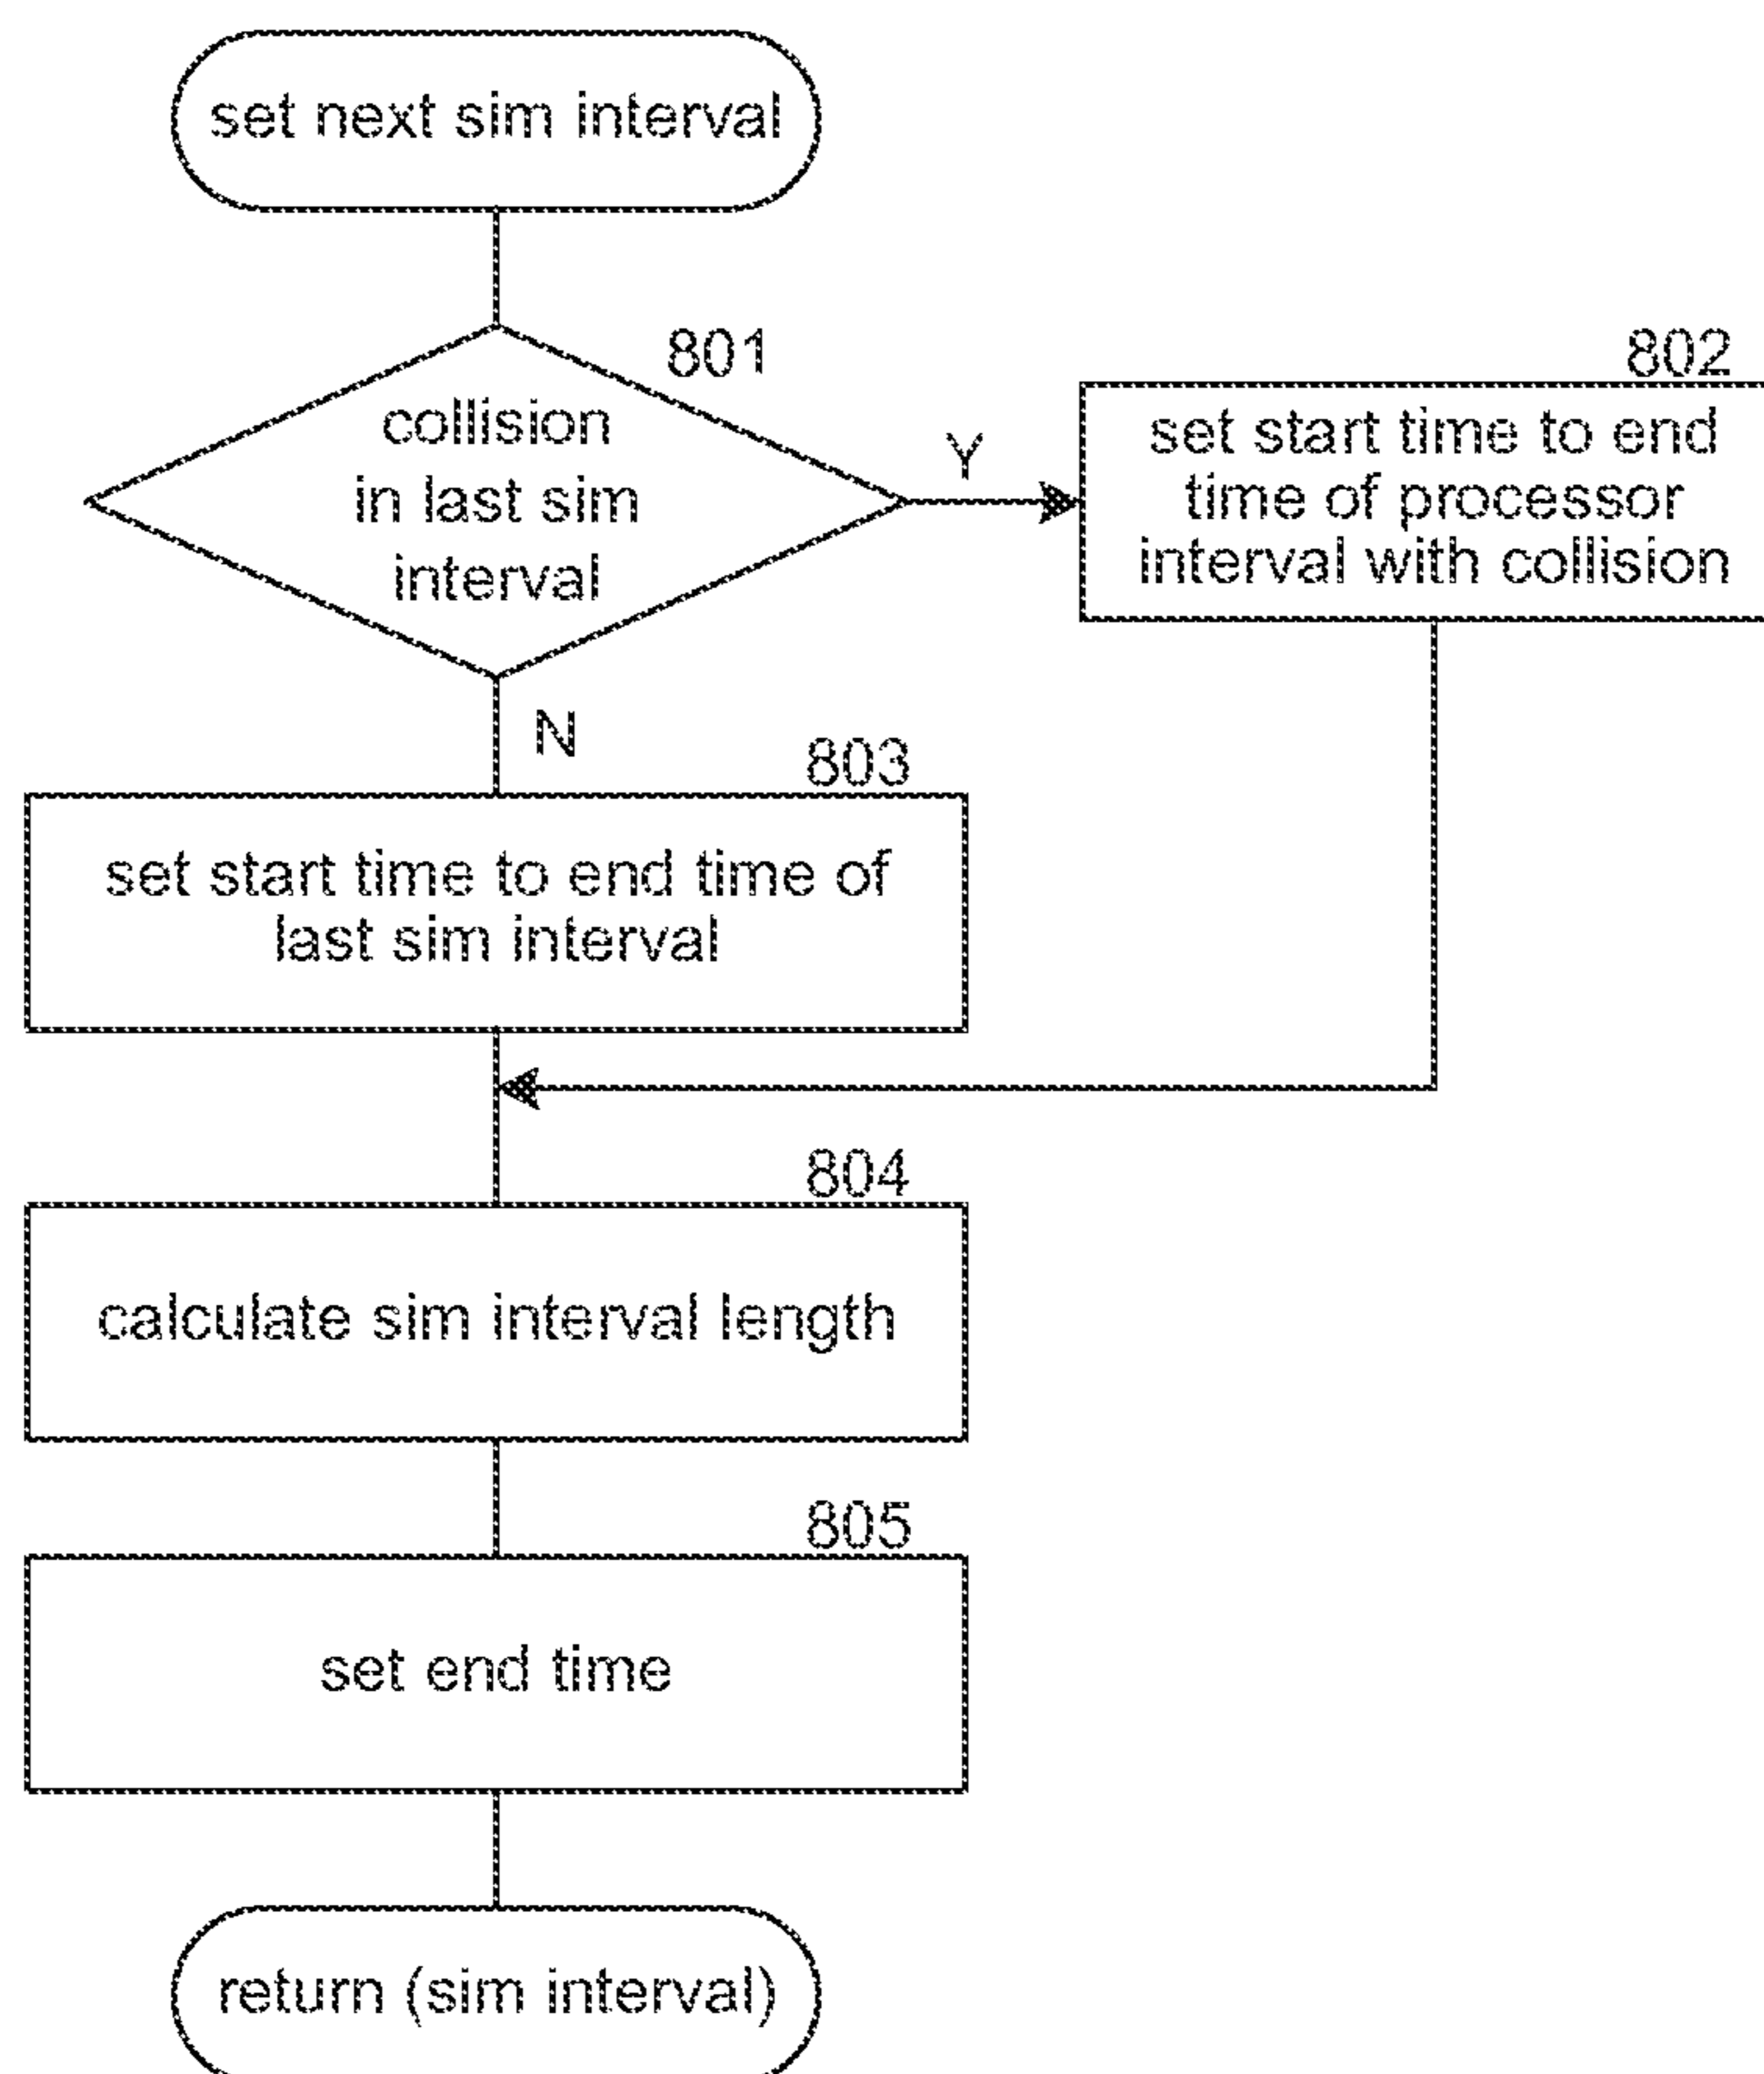 set next sim interval
801
collision
in last sim
interval
Y
802
set start time to end
time of processor
interval with collision
N
803
set start time to end time of
last sim interval
804
calculate sim interval length
805
set end time
return (sim interval)